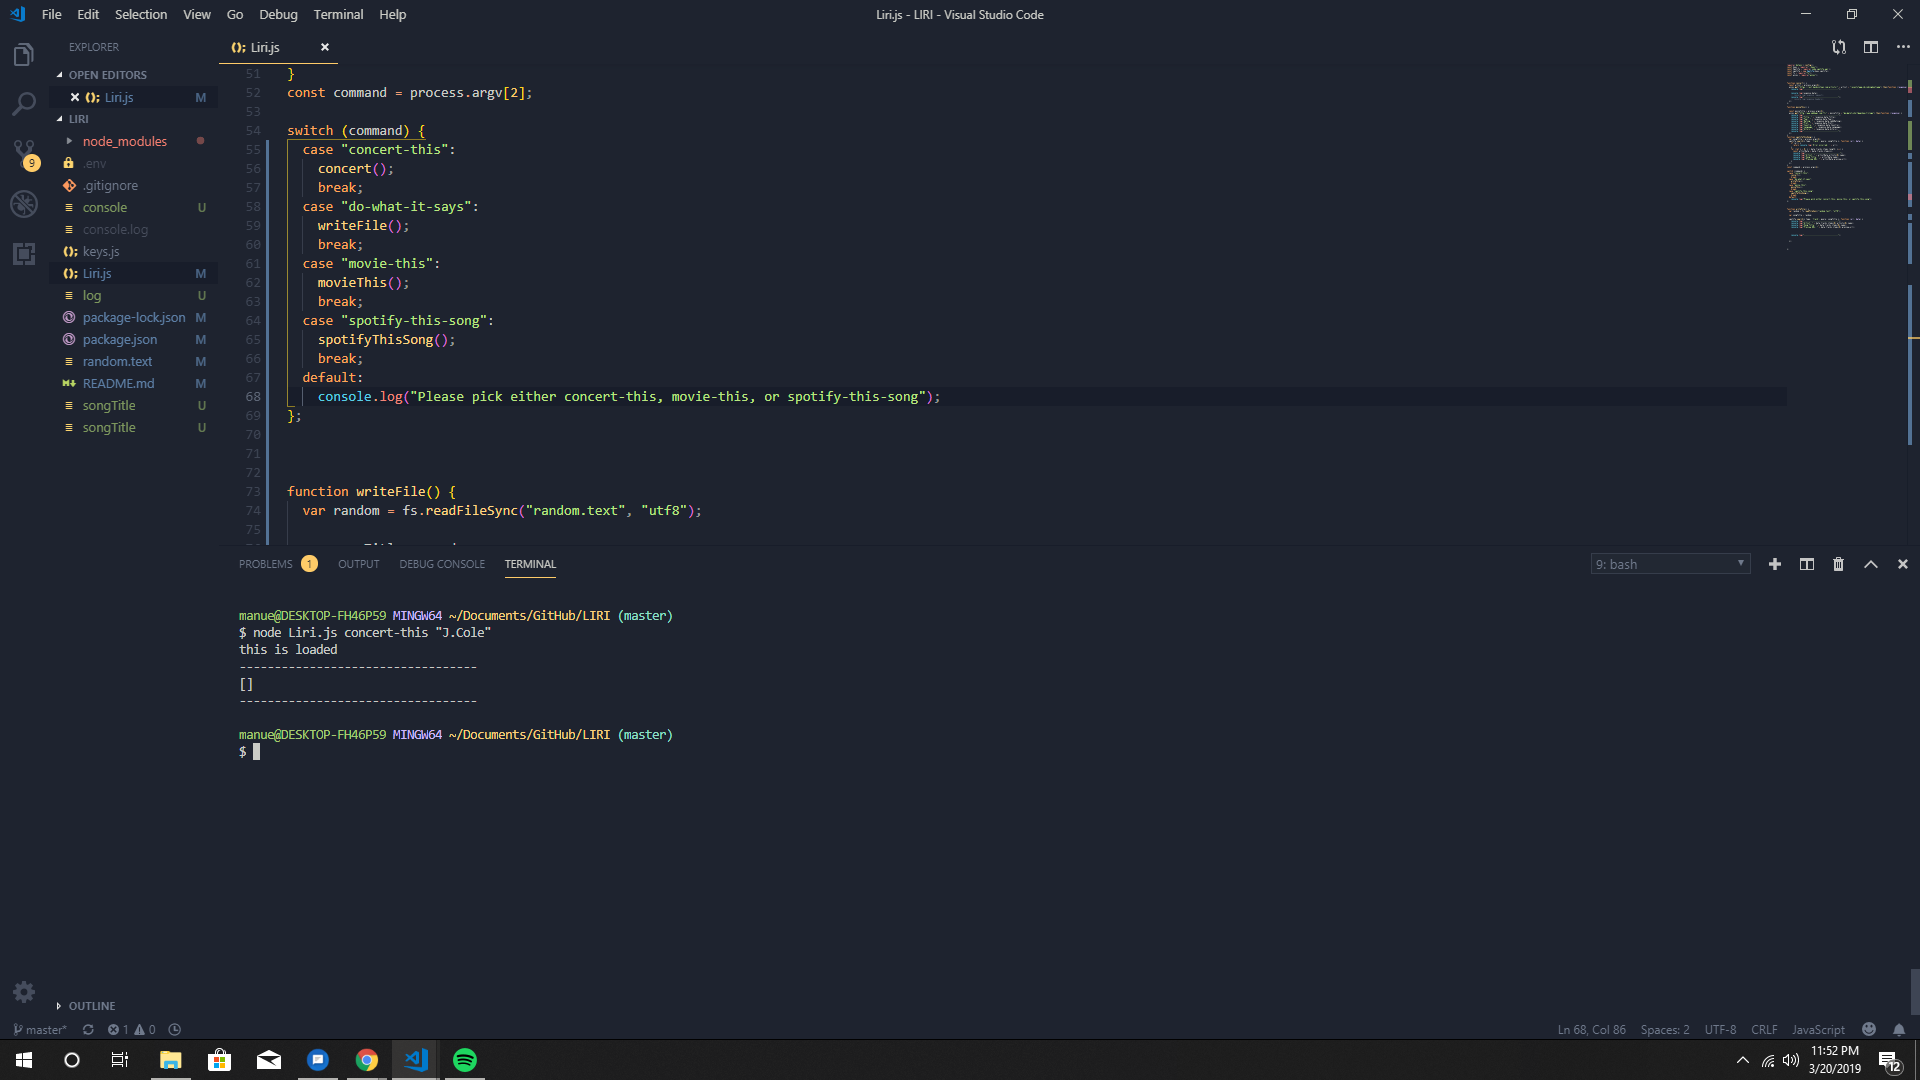 File Edit Selection View Go Debug Terminal Help
Liri.js - LIRI - Visual Studio Code
EXPLORER
OPEN EDITORS
Liri.js M
LIRI
node_modules
.env
.gitignore
console U
console.log
keys.js
Liri.js M
log U
package-lock.json M
package.json M
random.text M
README.md M
songTitle U
songTitle U
OUTLINE
9
Liri.js
51 }
52 const command = process.argv[2];
53
54 switch (command) {
55 case "concert-this":
56 concert();
57 break;
58 case "do-what-it-says":
59 writeFile();
60 break;
61 case "movie-this":
62 movieThis();
63 break;
64 case "spotify-this-song":
65 spotifyThisSong();
66 break;
67 default:
68 console.log("Please pick either concert-this, movie-this, or spotify-this-song");
69 };
70
71
72
73 function writeFile() {
74 var random = fs.readFileSync("random.text", "utf8");
75
PROBLEMS 1 OUTPUT DEBUG CONSOLE TERMINAL
9: bash
manue@DESKTOP-FH46P59 MINGW64 ~/Documents/GitHub/LIRI (master)
$ node Liri.js concert-this "J.Cole"
this is loaded
----------------------------------
[]
----------------------------------
manue@DESKTOP-FH46P59 MINGW64 ~/Documents/GitHub/LIRI (master)
$
master* 1 0
Ln 68, Col 86 Spaces: 2 UTF-8 CRLF JavaScript
11:52 PM
3/20/2019
12